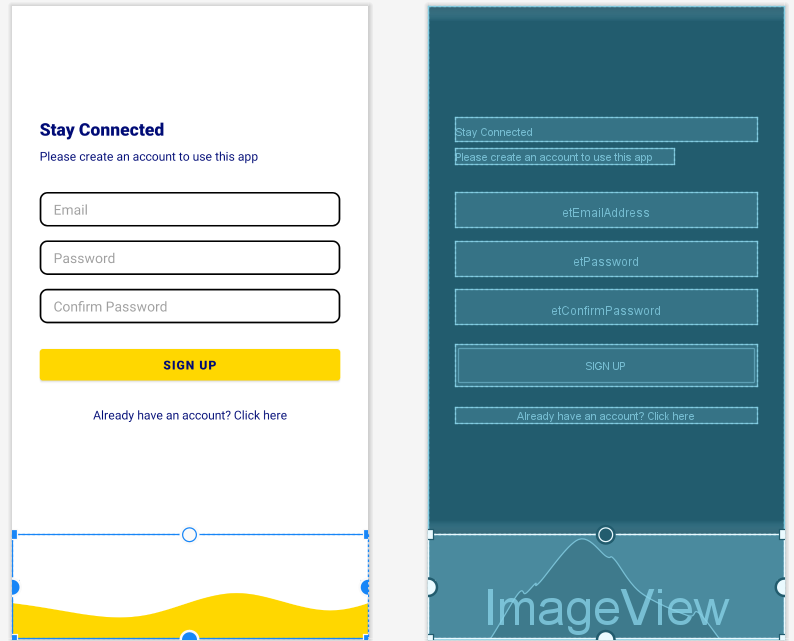 Stay Connected
Please create an account to use this app
Email
Password
Confirm Password
SIGN UP
Already have an account? Click here
Stay Connected
Please create an account to use this app
etEmailAddress
etPassword
etConfirmPassword
SIGN UP
Already have an account? Click here
ImageView